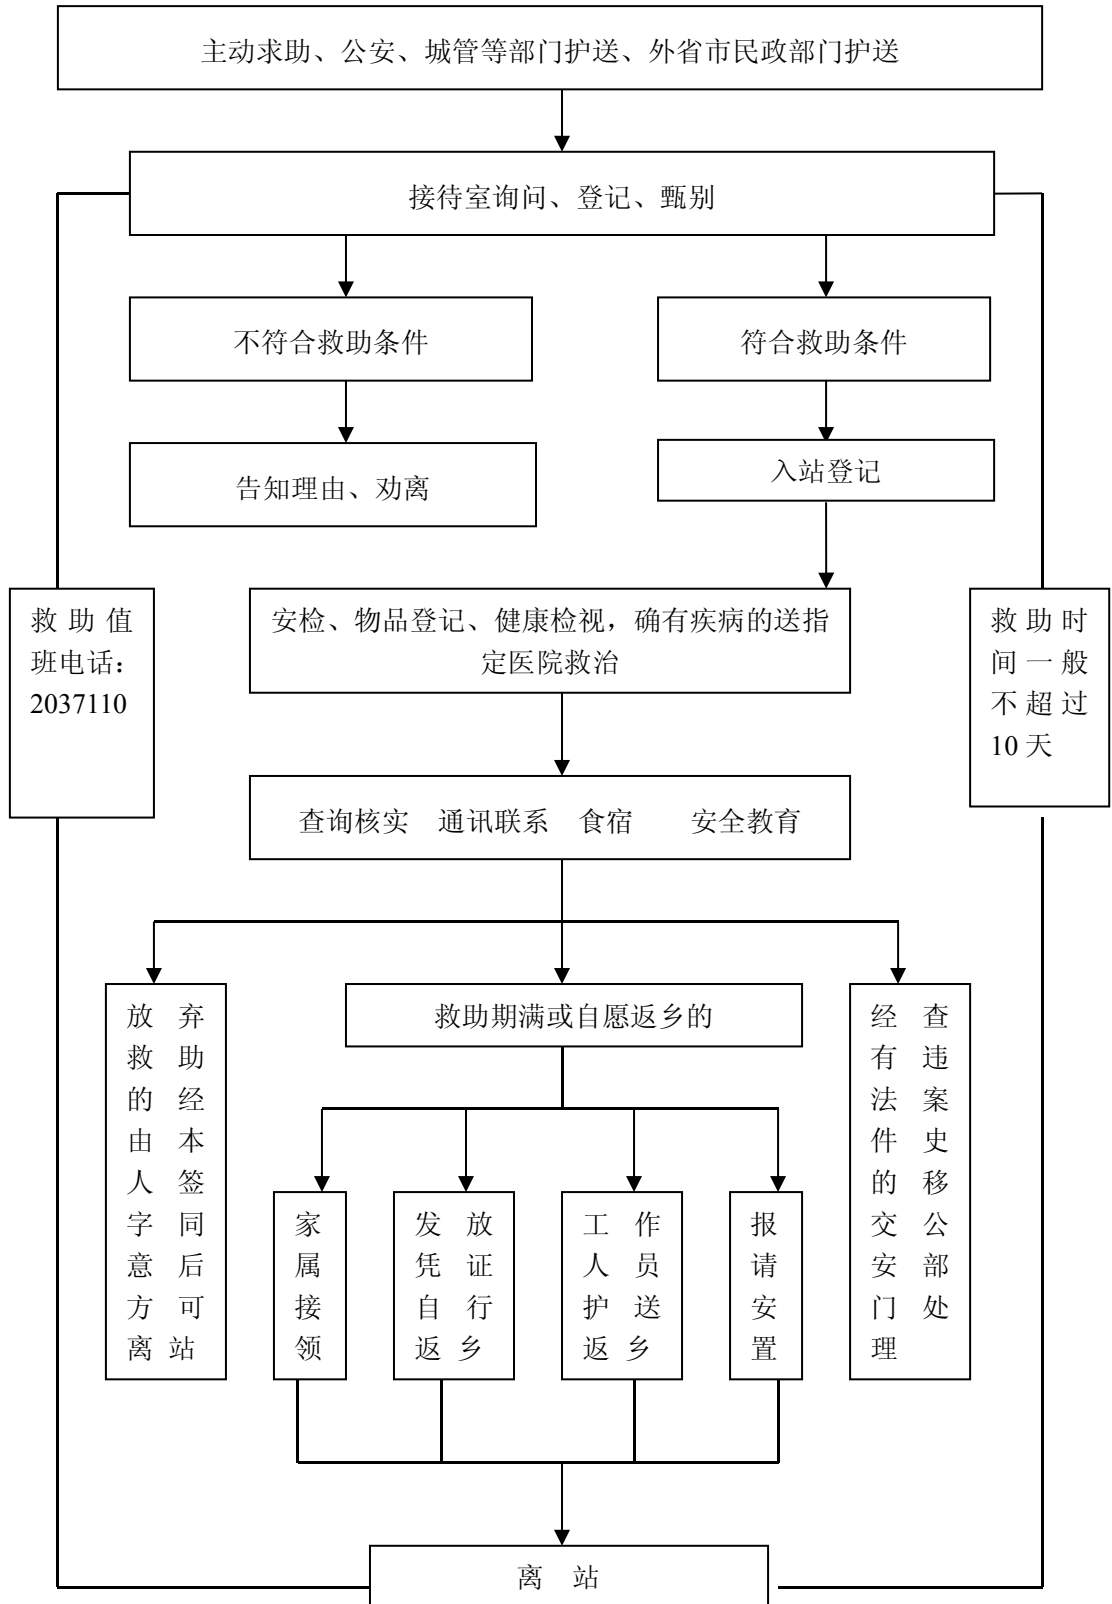 主动求助、公安、城管等部门护送、外省市民政部门护送
接待室询问、登记、甄别
不符合救助条件
符合救助条件
告知理由、劝离
入站登记
救助值
班电话：
2037110
安检、物品登记、健康检视，确有疾病的送指
定医院救治
救助时
间一般
不超过
10天
查询核实 通讯联系 食宿 安全教育
放弃
救助
的经
由本
人签
字同
意后
方可
离站
救助期满或自愿返乡的
经查
有违
法案
件史
的移
交公
安部
门处
理
家
属
接
领
发放
凭证
自行
返乡
工作
人员
护送
返乡
报
请
安
置
离 站